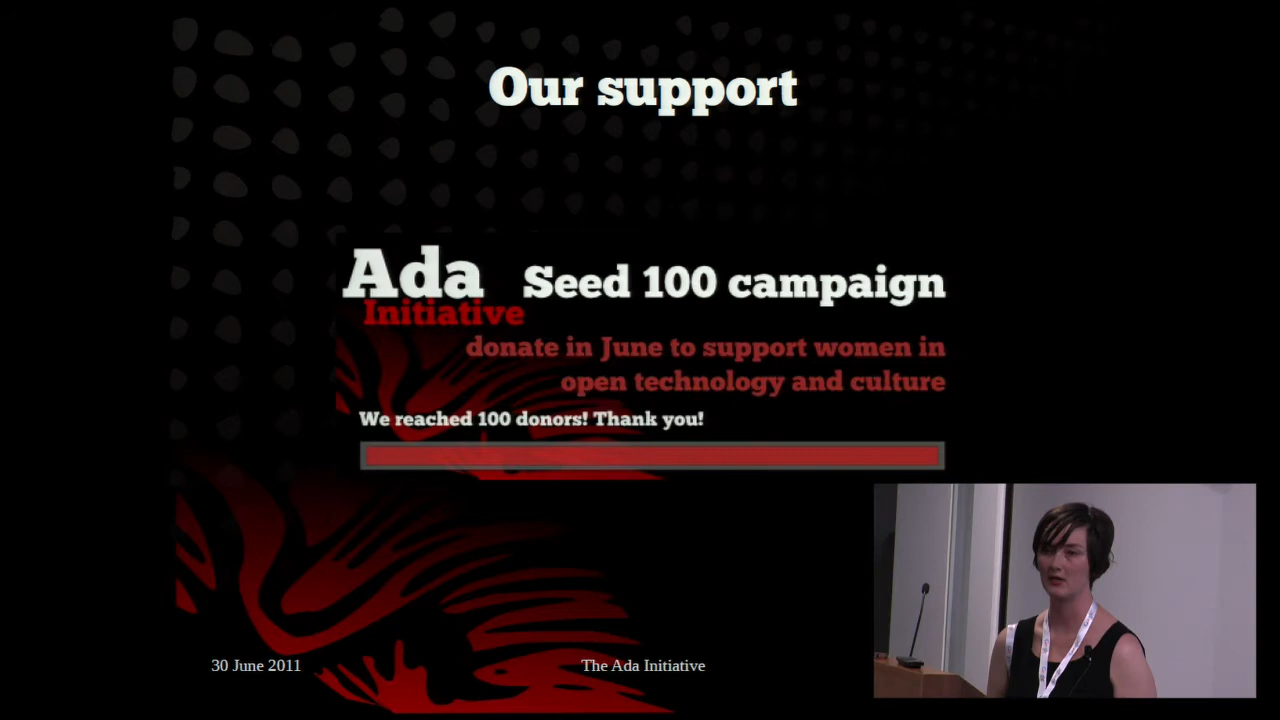 Our support
Ada
Initiative
Seed 100 campaign
donate in June to support women in
open technology and culture
We reached 100 donors! Thank you!
30 June 2011
The Ada Initiative